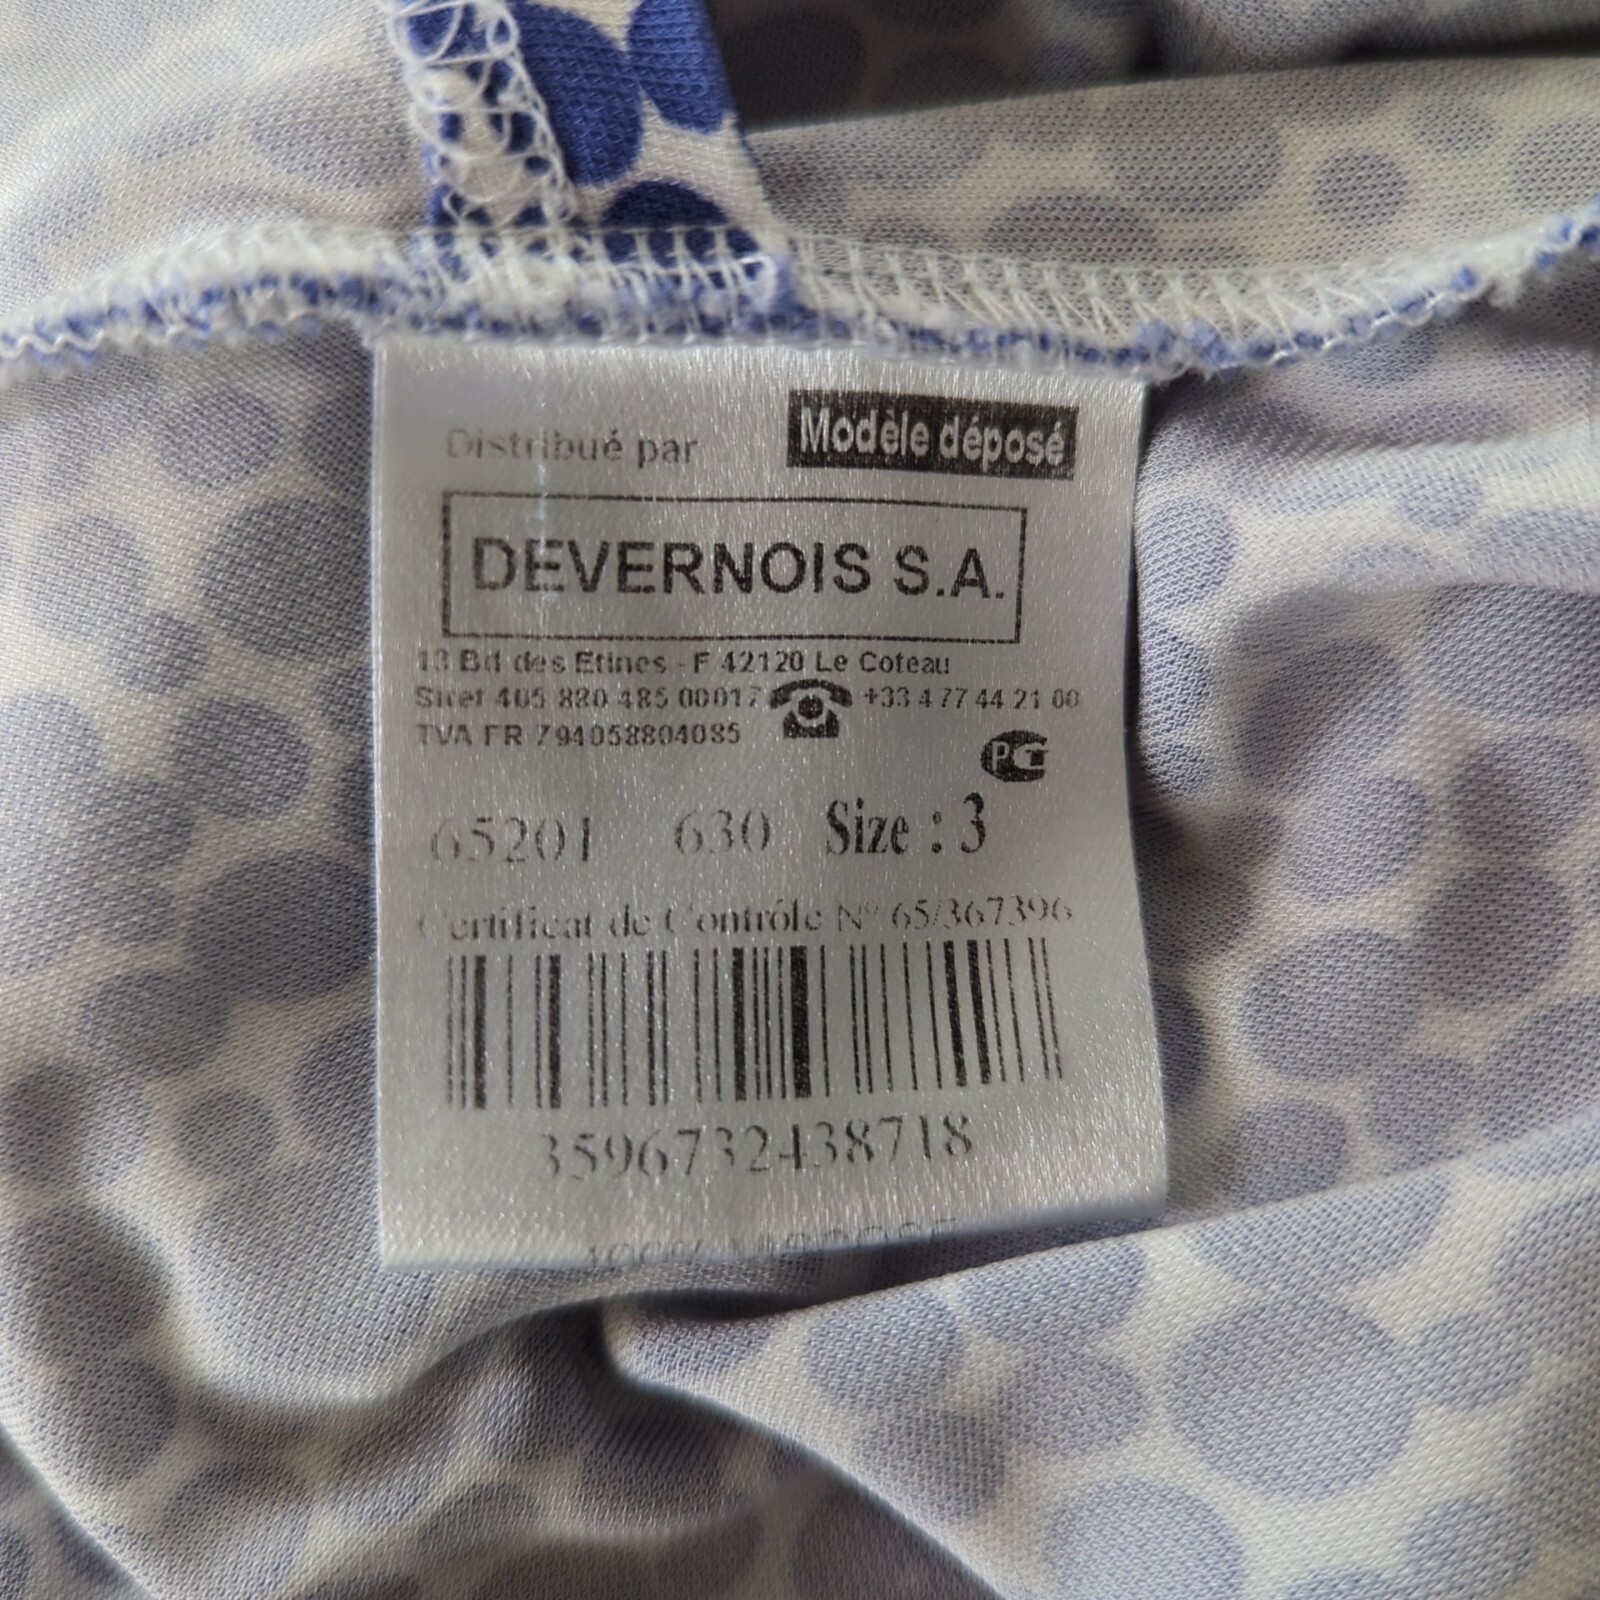 Distribué par Modèle déposé
DEVERNOIS S.A.
13 Bd des Etines - F 42120 Le Coteau
Siret 405 880 485 00017 +33 4 77 44 21 00
TVA FR 794058804085
65201 630 Size : 3
Certificat de Contrôle N° 65/367396
3596732438718